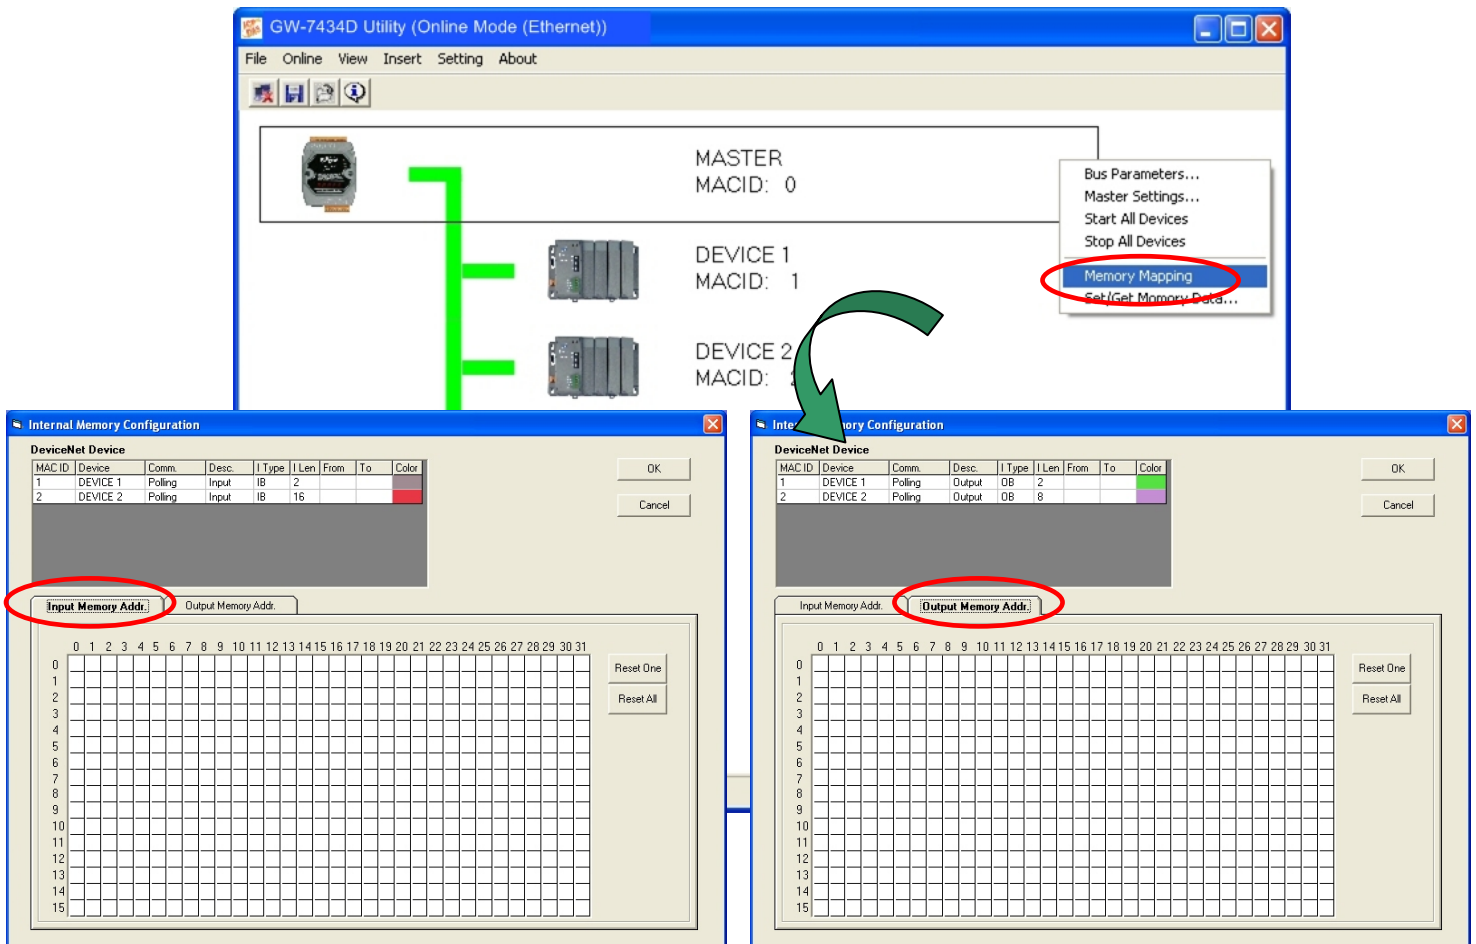 GW-7434D Utility (Online Mode (Ethernet))
File Online View Insert Setting About
MASTER
MACID: 0
Bus Parameters...
Master Settings...
Start All Devices
Stop All Devices
Memory Mapping
Set/Get Momory Data...
DEVICE 1
MACID: 1
DEVICE 2
MACID:
Internal Memory Configuration
DeviceNet Device
MAC ID Device Comm. Desc. I Type I Len From To Color
1 DEVICE 1 Polling Input IB 2
2 DEVICE 2 Polling Input IB 16
OK
Cancel
Input Memory Addr. Output Memory Addr.
0 1 2 3 4 5 6 7 8 9 10 11 12 13 14 15 16 17 18 19 20 21 22 23 24 25 26 27 28 29 30 31
0
1
2
3
4
5
6
7
8
9
10
11
12
13
14
15
Reset One
Reset All
Configuration
DeviceNet Device
MAC ID Device Comm. Desc. I Type I Len From To Color
1 DEVICE 1 Polling Output OB 2
2 DEVICE 2 Polling Output OB 8
OK
Cancel
Input Memory Addr. Output Memory Addr.
0 1 2 3 4 5 6 7 8 9 10 11 12 13 14 15 16 17 18 19 20 21 22 23 24 25 26 27 28 29 30 31
0
1
2
3
4
5
6
7
8
9
10
11
12
13
14
15
Reset One
Reset All